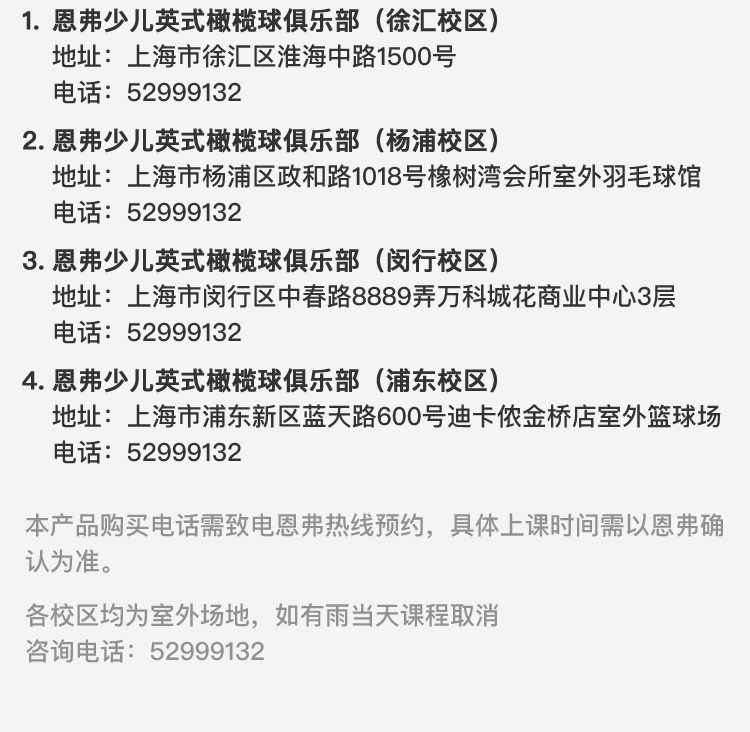 1. 恩弗少儿英式橄榄球俱乐部（徐汇校区）
地址：上海市徐汇区淮海中路1500号
电话：52999132
2. 恩弗少儿英式橄榄球俱乐部（杨浦校区）
地址：上海市杨浦区政和路1018号橡树湾会所室外羽毛球馆
电话：52999132
3. 恩弗少儿英式橄榄球俱乐部（闵行校区）
地址：上海市闵行区中春路8889弄万科城花商业中心3层
电话：52999132
4. 恩弗少儿英式橄榄球俱乐部（浦东校区）
地址：上海市浦东新区蓝天路600号迪卡侬金桥店室外篮球场
电话：52999132
本产品购买电话需致电恩弗热线预约，具体上课时间需以恩弗确
认为准。
各校区均为室外场地，如有雨当天课程取消
咨询电话：52999132